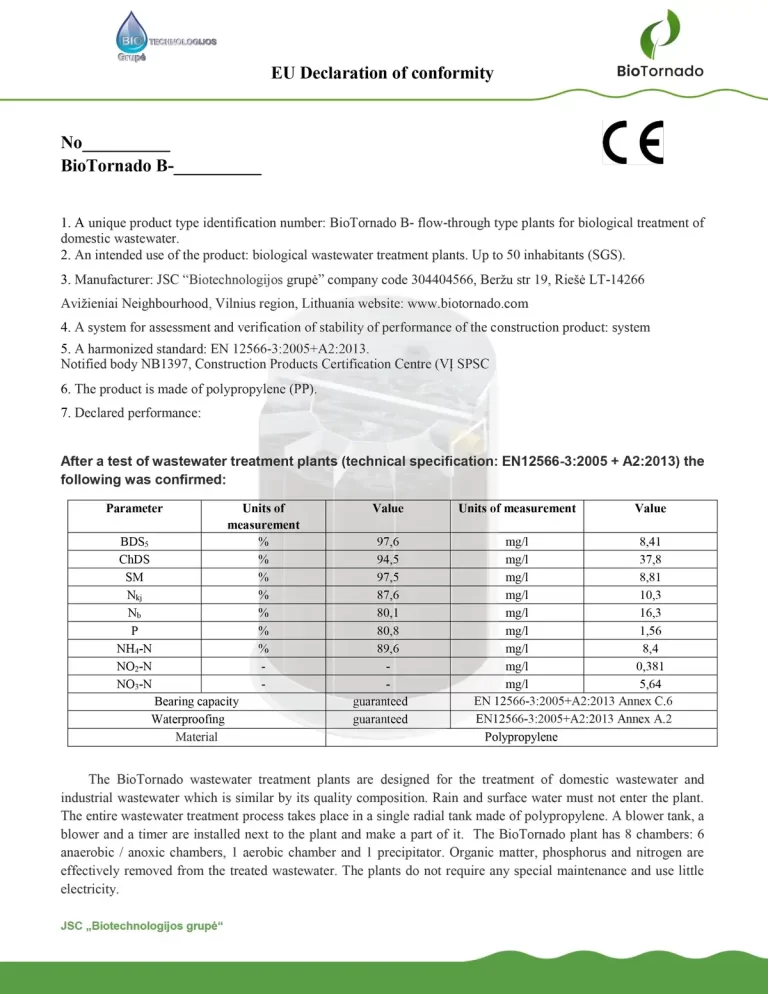 BIO TECHNOLOGIJOS
Grupė
BioTornado
EU Declaration of conformity
No__________
BioTornado B-__________
CE
1. A unique product type identification number: BioTornado B- flow-through type plants for biological treatment of
domestic wastewater.
2. An intended use of the product: biological wastewater treatment plants. Up to 50 inhabitants (SGS).
3. Manufacturer: JSC “Biotechnologijos grupė” company code 304404566, Beržu str 19, Riešė LT-14266
Avižieniai Neighbourhood, Vilnius region, Lithuania website: www.biotornado.com
4. A system for assessment and verification of stability of performance of the construction product: system
5. A harmonized standard: EN 12566-3:2005+A2:2013.
Notified body NB1397, Construction Products Certification Centre (VĮ SPSC
6. The product is made of polypropylene (PP).
7. Declared performance:
After a test of wastewater treatment plants (technical specification: EN12566-3:2005 + A2:2013) the
following was confirmed:
Parameter Units of Value Units of measurement Value
measurement
BDS₅ % 97,6 mg/l 8,41
ChDS % 94,5 mg/l 37,8
SM % 97,5 mg/l 8,81
Nkj % 87,6 mg/l 10,3
Nb % 80,1 mg/l 16,3
P % 80,8 mg/l 1,56
NH₄-N % 89,6 mg/l 8,4
NO₂-N - - mg/l 0,381
NO₃-N - - mg/l 5,64
Bearing capacity guaranteed EN 12566-3:2005+A2:2013 Annex C.6
Waterproofing guaranteed EN12566-3:2005+A2:2013 Annex A.2
Material Polypropylene
The BioTornado wastewater treatment plants are designed for the treatment of domestic wastewater and
industrial wastewater which is similar by its quality composition. Rain and surface water must not enter the plant.
The entire wastewater treatment process takes place in a single radial tank made of polypropylene. A blower tank, a
blower and a timer are installed next to the plant and make a part of it. The BioTornado plant has 8 chambers: 6
anaerobic / anoxic chambers, 1 aerobic chamber and 1 precipitator. Organic matter, phosphorus and nitrogen are
effectively removed from the treated wastewater. The plants do not require any special maintenance and use little
electricity.
JSC „Biotechnologijos grupė“